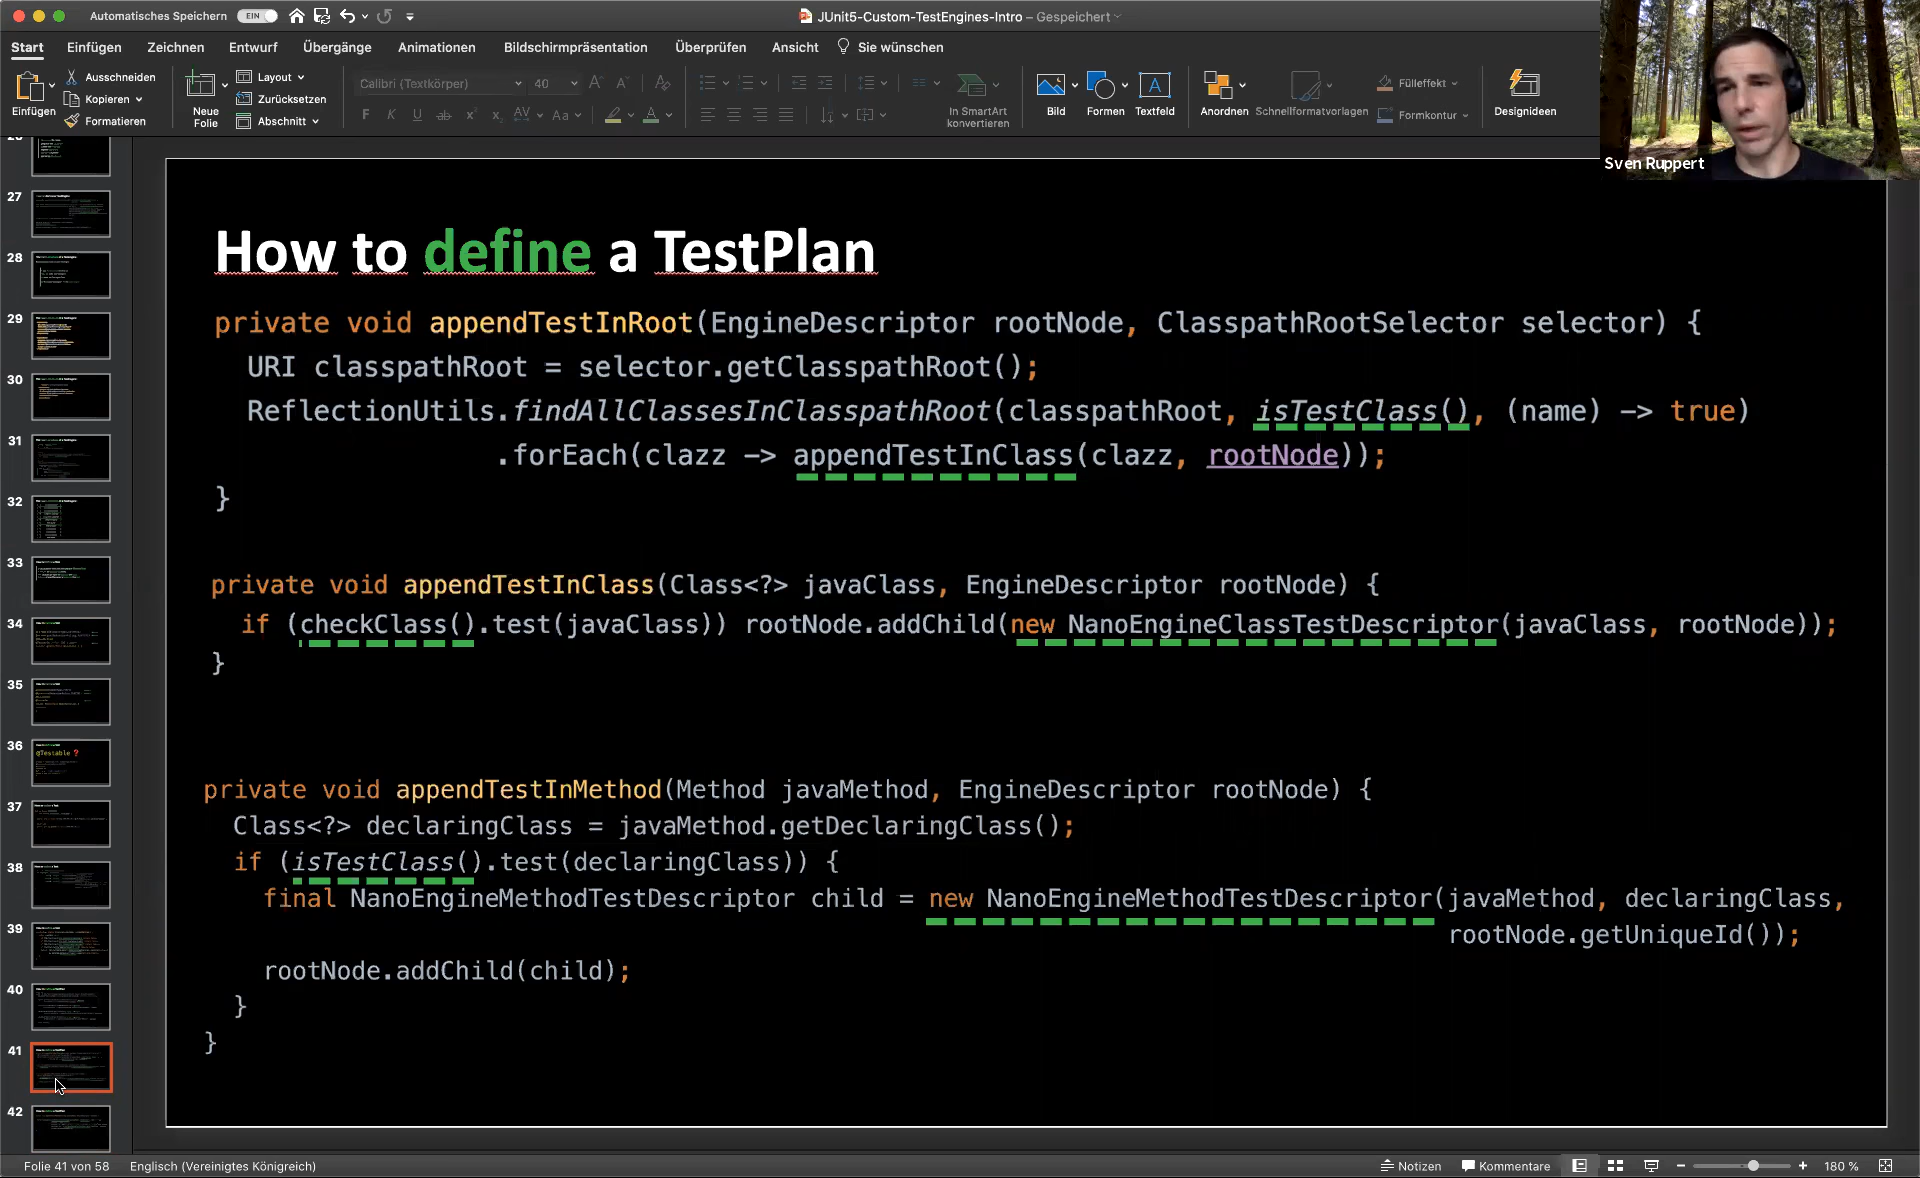 Automatisches Speichern EIN
JUnit5-Custom-TestEngines-Intro – Gespeichert
Start Einfügen Zeichnen Entwurf Übergänge Animationen Bildschirmpräsentation Überprüfen Ansicht Sie wünschen
Einfügen
Ausschneiden
Kopieren
Formatieren
Neue
Folie
Layout
Zurücksetzen
Abschnitt
Calibri (Textkörper) 40
F K U ab x x AV Aa A
In SmartArt
konvertieren
Bild Formen Textfeld Anordnen Schnellformatvorlagen
Fülleffekt
Formkontur
Designideen
Sven Ruppert
27
28
29
30
31
32
33
34
35
36
@Testable ?
37
38
39
40
41
42
How to define a TestPlan
private void appendTestInRoot(EngineDescriptor rootNode, ClasspathRootSelector selector) {
URI classpathRoot = selector.getClasspathRoot();
ReflectionUtils.findAllClassesInClasspathRoot(classpathRoot, isTestClass(), (name) -> true)
.forEach(clazz -> appendTestInClass(clazz, rootNode));
}
private void appendTestInClass(Class<?> javaClass, EngineDescriptor rootNode) {
if (checkClass().test(javaClass)) rootNode.addChild(new NanoEngineClassTestDescriptor(javaClass, rootNode));
}
private void appendTestInMethod(Method javaMethod, EngineDescriptor rootNode) {
Class<?> declaringClass = javaMethod.getDeclaringClass();
if (isTestClass().test(declaringClass)) {
final NanoEngineMethodTestDescriptor child = new NanoEngineMethodTestDescriptor(javaMethod, declaringClass,
rootNode.getUniqueId());
rootNode.addChild(child);
}
}
Folie 41 von 58 Englisch (Vereinigtes Königreich)
Notizen Kommentare 180 %